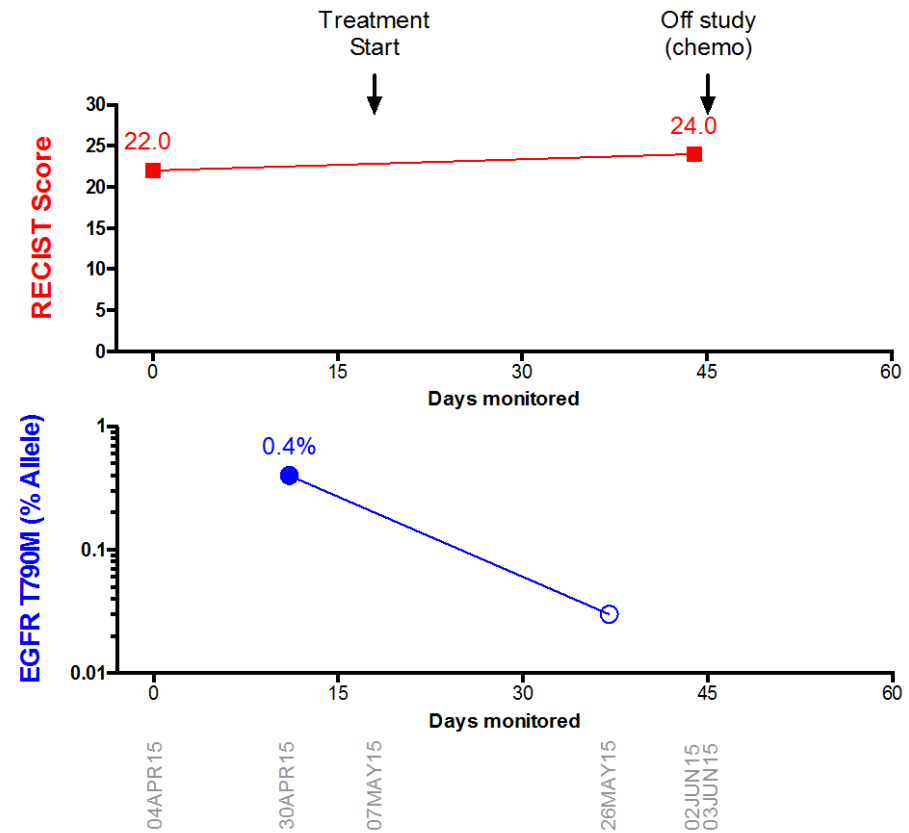 Treatment
Start
Off study
(chemo)
RECIST Score
30
25
20
15
10
5
0
22.0
24.0
0
15
30
45
60
Days monitored
EGFR T790M (% Allele)
1
0.1
0.01
0.4%
0
15
30
45
60
Days monitored
04APR15
30APR15
07MAY15
26MAY15
02JUN15
03JUN15